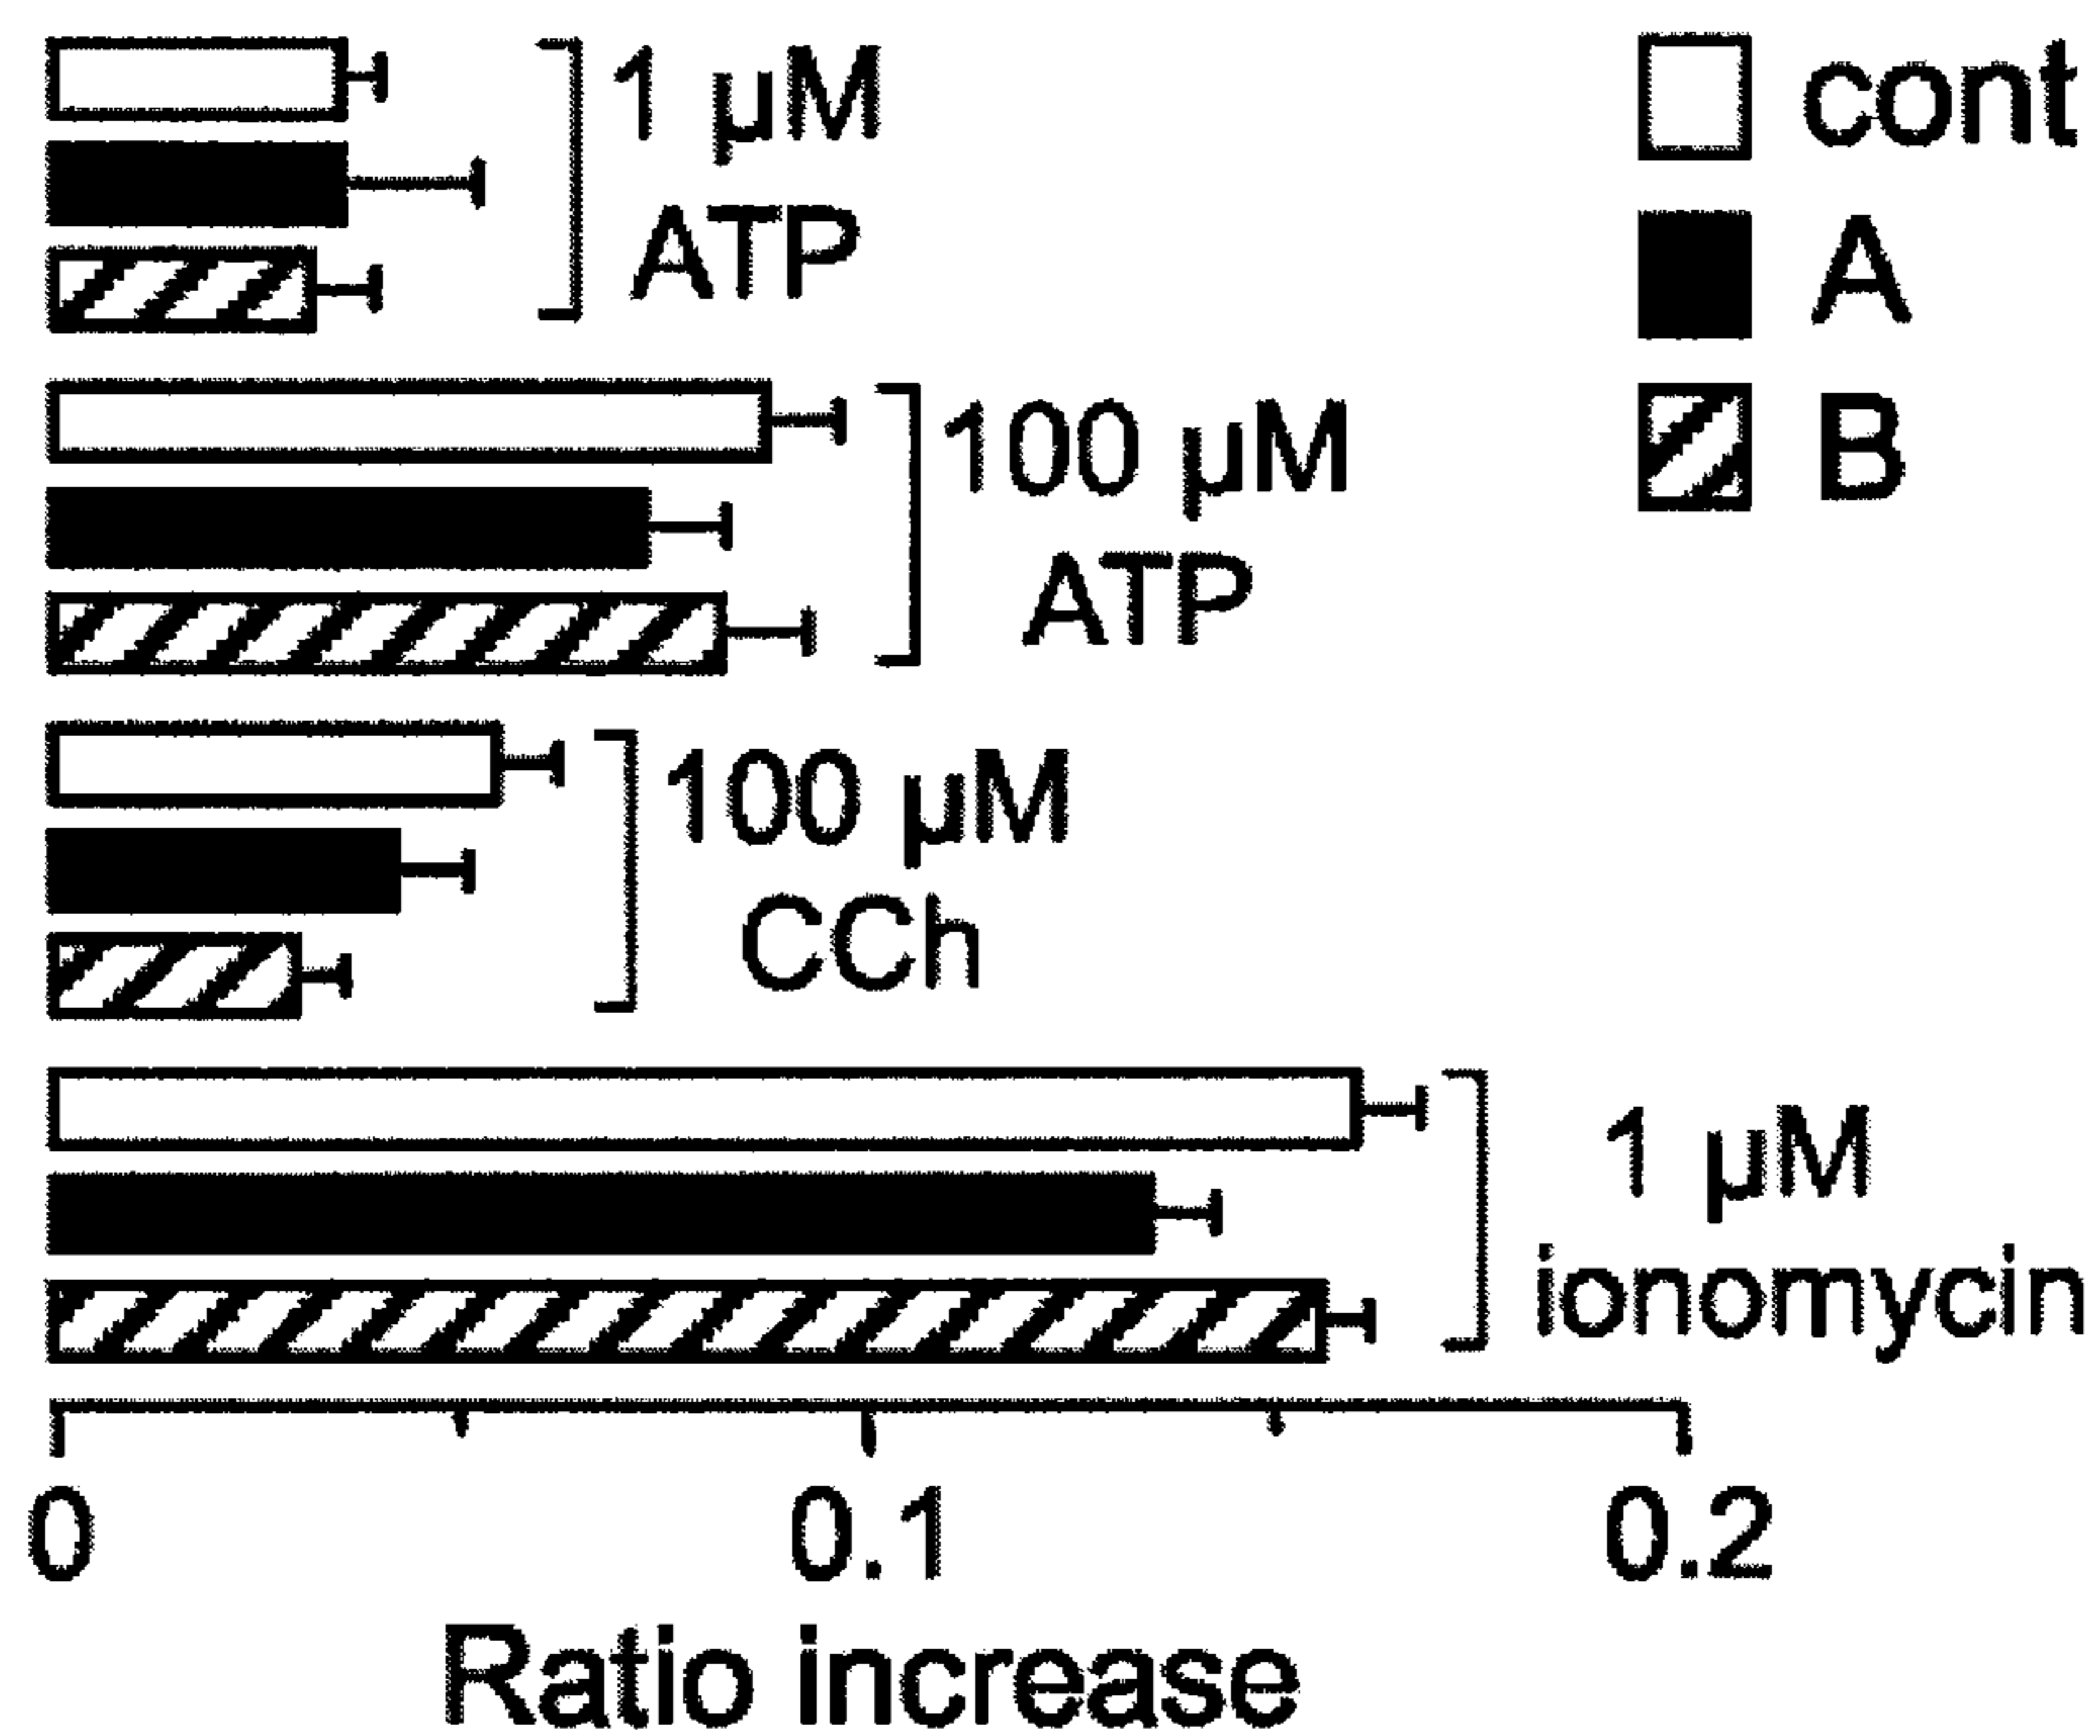 1 µM
ATP
cont
A
B
100 µM
ATP
100 µM
CCh
1 µM
ionomycin
0 0.1 0.2
Ratio increase